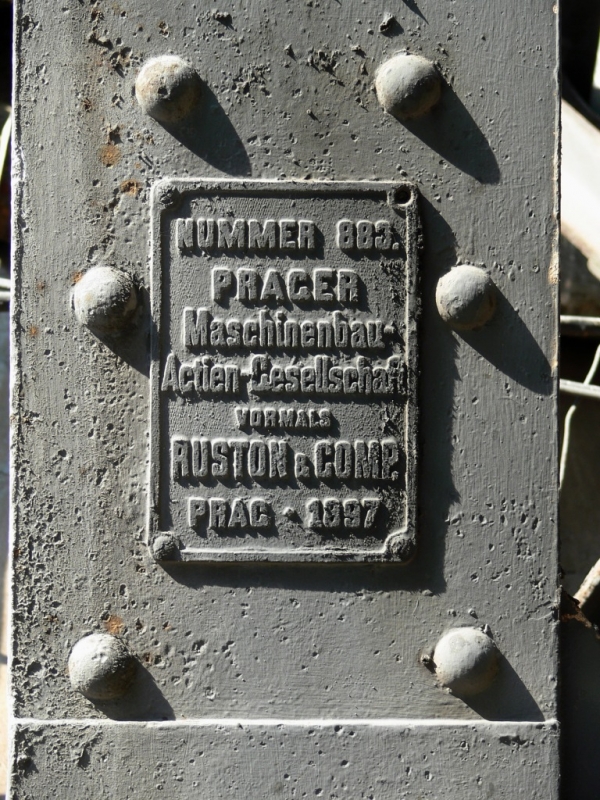 NUMMER 883.
PRAGER
Maschinenbau-
Actien-Gesellschaft
VORMALS
RUSTON & COMP.
PRAG · 1897